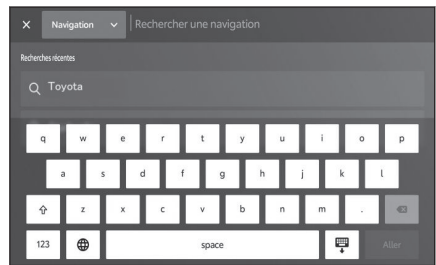 Navigation Rechercher une navigation
Recherches récentes
Toyota
q w e r t y u i o p
a s d f g h j k l
z x c v b n m .
123 space Aller